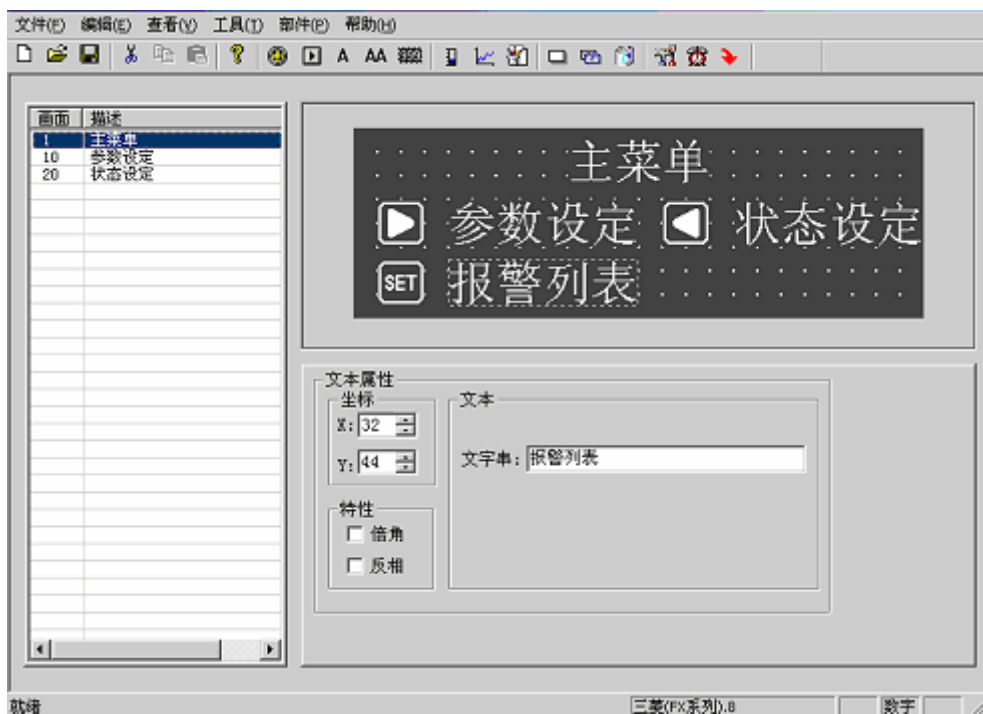 文件(F) 编辑(E) 查看(V) 工具(T) 部件(P) 帮助(H)
A AA
画面 描述
1 主菜单
10 参数设定
20 状态设定
主菜单
参数设定 状态设定
SET 报警列表
文本属性
坐标
X: 32
Y: 44
特性
倍角
反相
文本
文字串: 报警列表
就绪 三菱(FX系列).8 数字